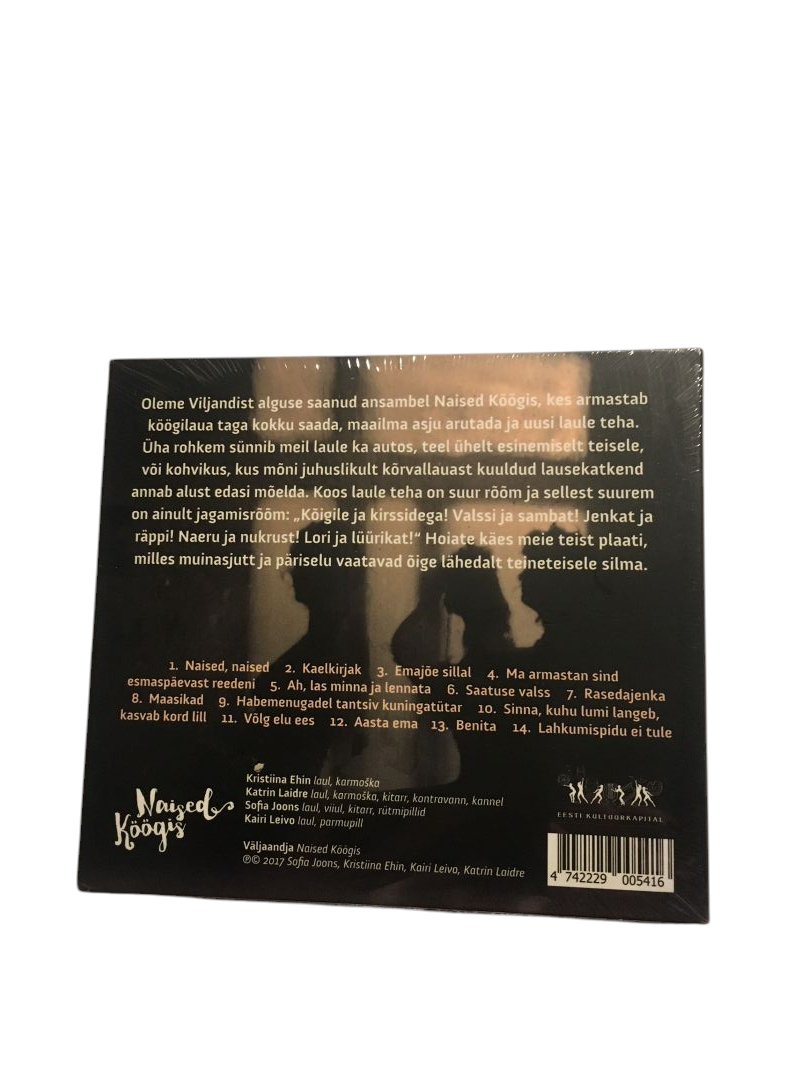 Oleme Viljandist alguse saanud ansambel Naised Köögis, kes armastab
köögilaua taga kokku saada, maailma asju arutada ja uusi laule teha.
Üha rohkem sünnib meil laule ka autos, teel ühelt esinemiselt teisele,
või kohvikus, kus mõni juhuslikult kõrvallauast kuuldud lausekatkend
annab alust edasi mõelda. Koos laule teha on suur rõõm ja sellest suurem
on ainult jagamisrõõm: „Kõigile ja kirssidega! Valssi ja sambat! Jenkat ja
räppi! Naeru ja nukrust! Lori ja lüürikat!“ Hoiate käes meie teist plaati,
milles muinasjutt ja päriselu vaatavad õige lähedalt teineteisele silma.
1. Naised, naised 2. Kaelkirjak 3. Emajõe sillal 4. Ma armastan sind
esmaspäevast reedeni 5. Ah, las minna ja lennata 6. Saatuse valss 7. Rasedajenka
8. Maasikad 9. Habemenugadel tantsiv kuningatütar 10. Sinna, kuhu lumi langeb,
kasvab kord lill 11. Võlg elu ees 12. Aasta ema 13. Benita 14. Lahkumispidu ei tule
Naised
Köögis
Kristiina Ehin laul, karmoška
Katrin Laidre laul, karmoška, kitarr, kontravann, kannel
Sofia Joons laul, viiul, kitarr, rütmipillid
Kairi Leivo laul, parmupill
Väljaandja Naised Köögis
℗© 2017 Sofia Joons, Kristiina Ehin, Kairi Leivo, Katrin Laidre
EESTI KULTUURKAPITAL
4 742229 005416